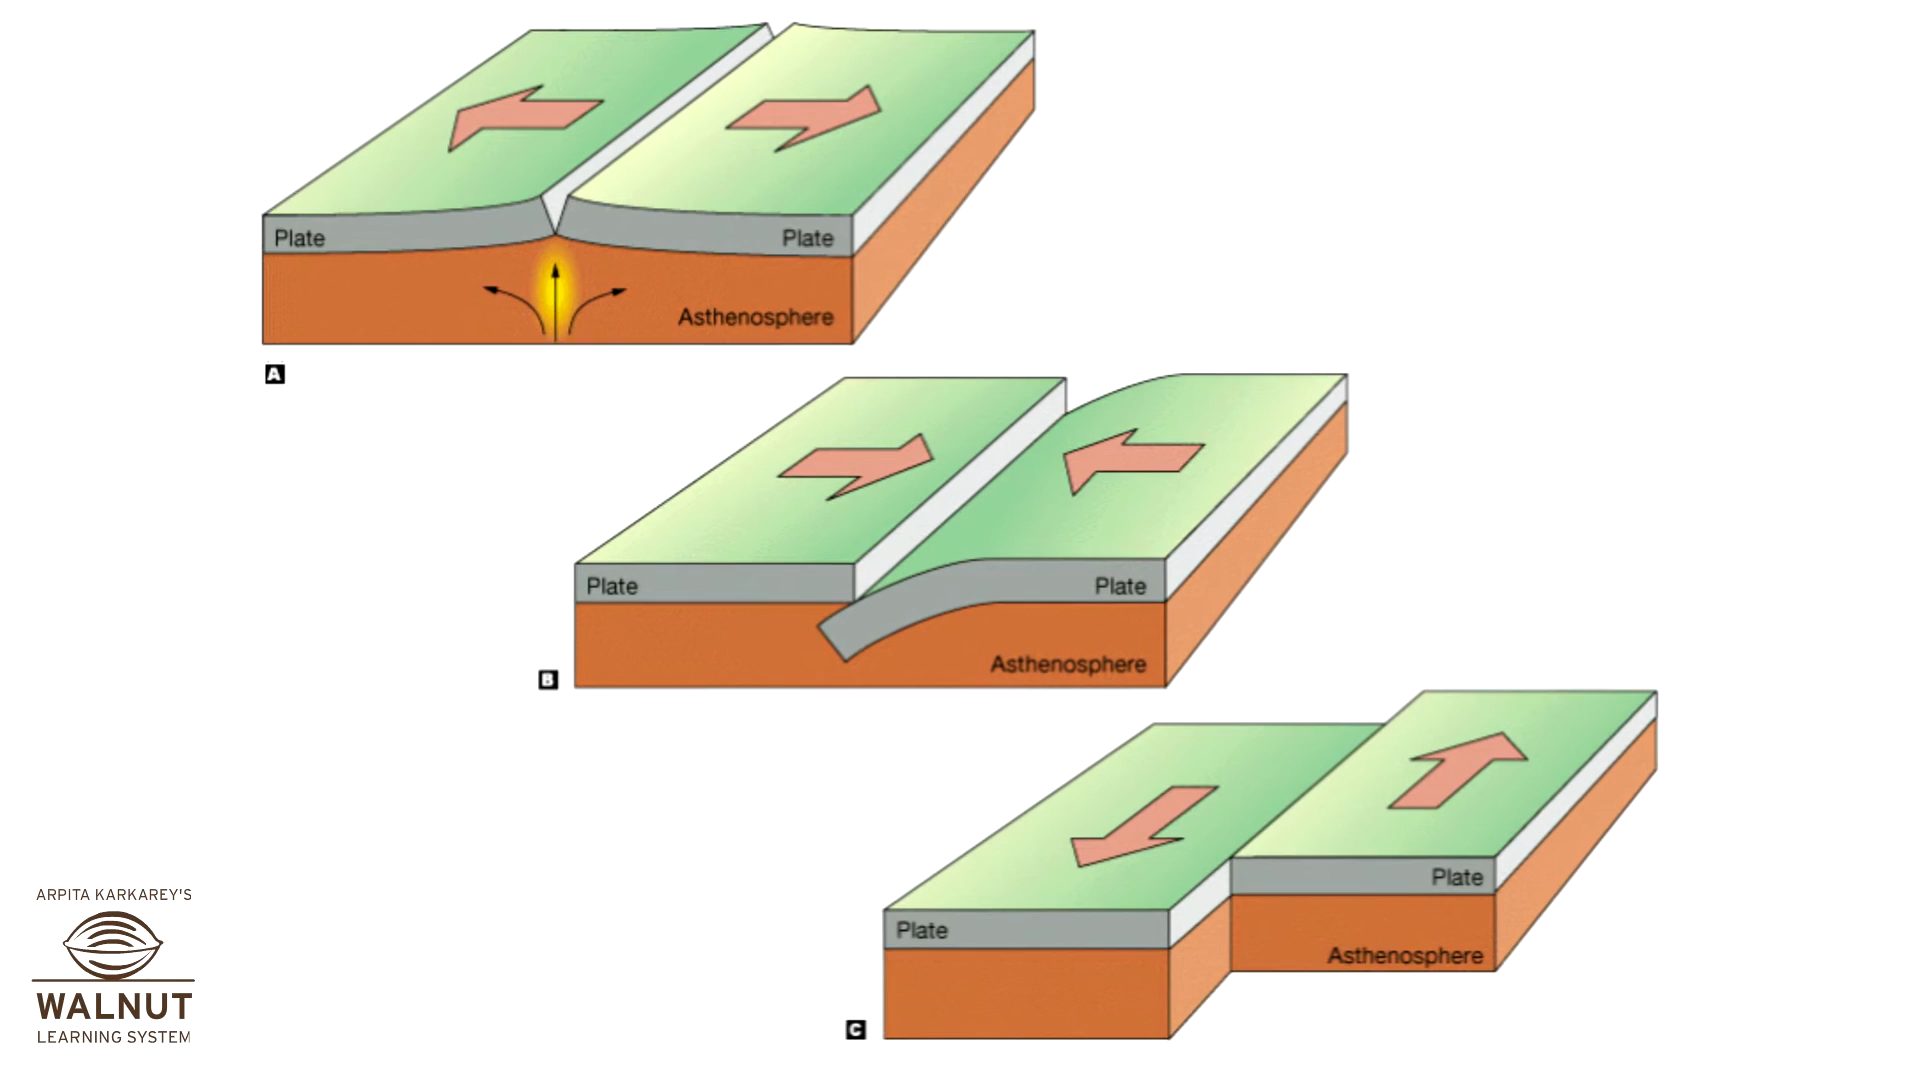 Plate
Plate
Asthenosphere
A
Plate
Plate
Asthenosphere
B
Plate
Plate
Asthenosphere
C
ARPITA KARKAREY'S
WALNUT
LEARNING SYSTEM